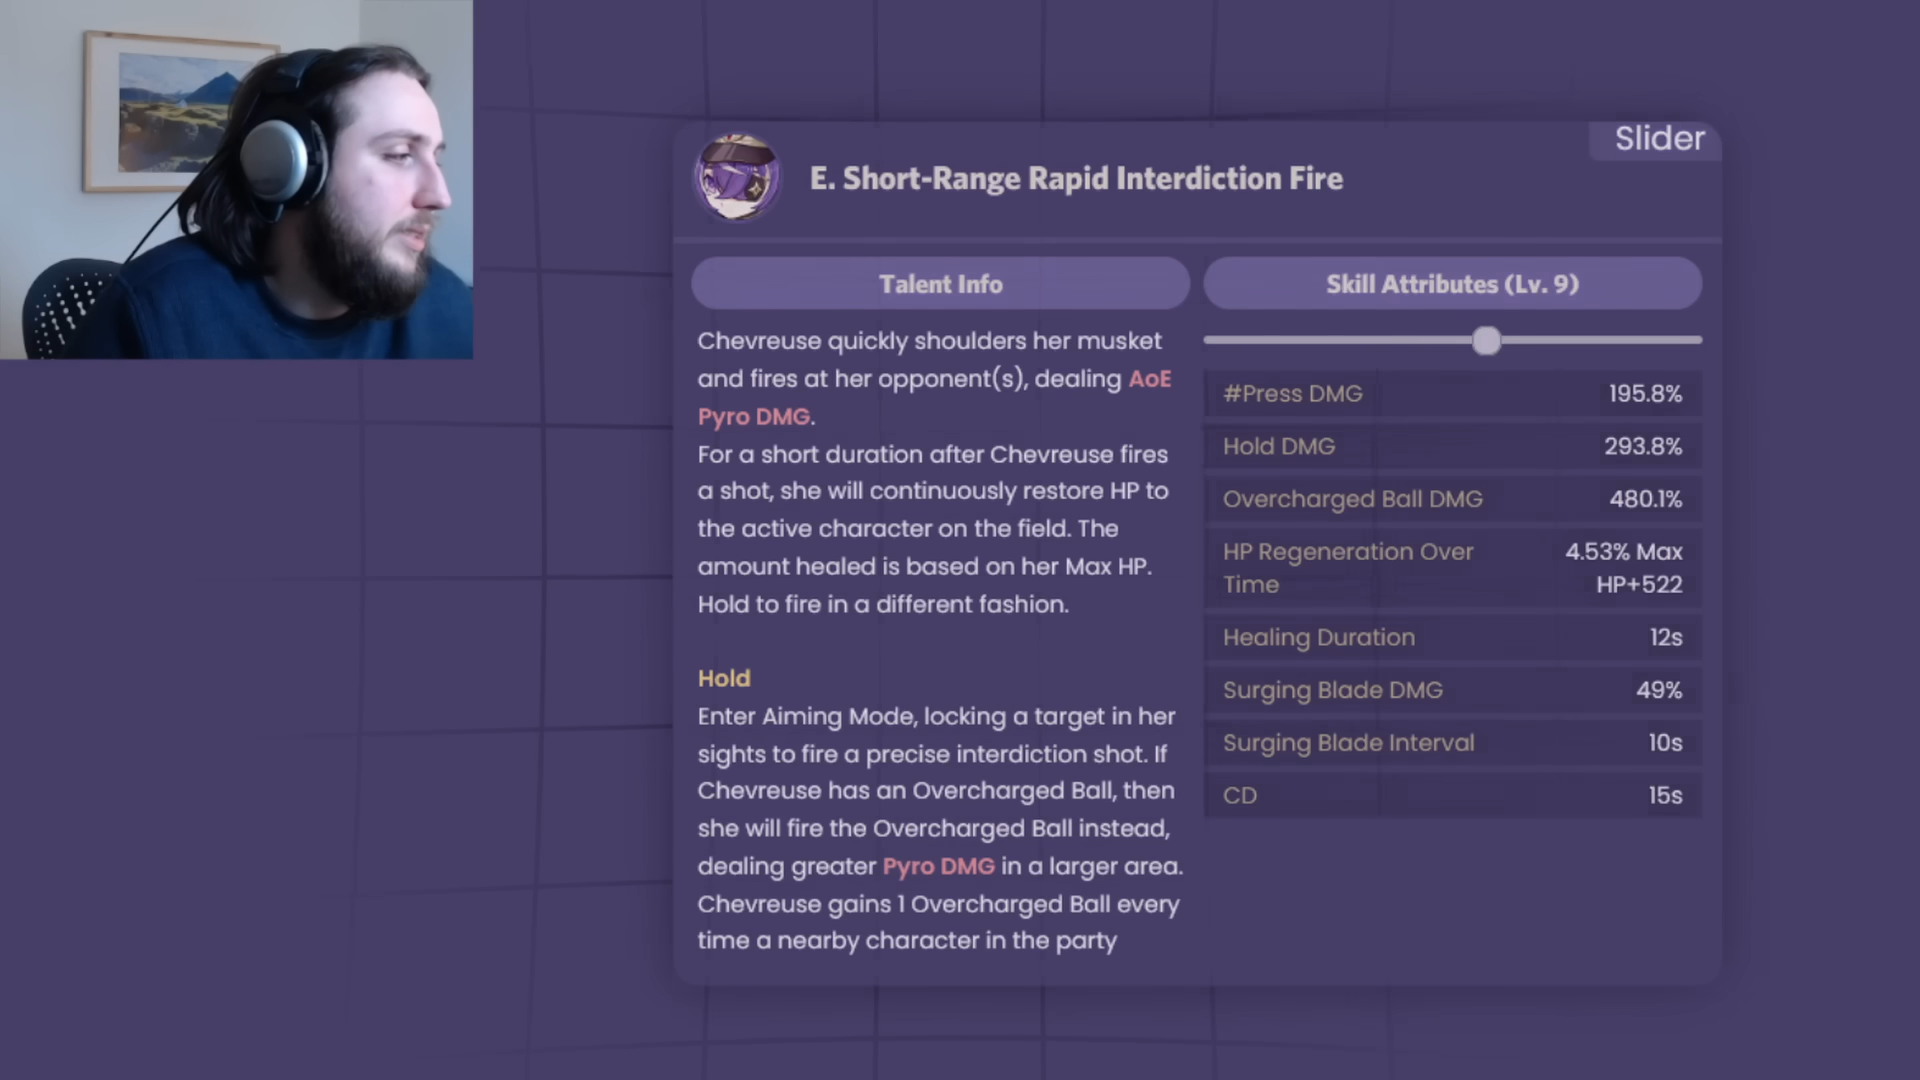 Slider
E. Short-Range Rapid Interdiction Fire
Talent Info
Chevreuse quickly shoulders her musket
and fires at her opponent(s), dealing AoE
Pyro DMG.
For a short duration after Chevreuse fires
a shot, she will continuously restore HP to
the active character on the field. The
amount healed is based on her Max HP.
Hold to fire in a different fashion.
Hold
Enter Aiming Mode, locking a target in her
sights to fire a precise interdiction shot. If
Chevreuse has an Overcharged Ball, then
she will fire the Overcharged Ball instead,
dealing greater Pyro DMG in a larger area.
Chevreuse gains 1 Overcharged Ball every
time a nearby character in the party
Skill Attributes (Lv. 9)
#Press DMG 195.8%
Hold DMG 293.8%
Overcharged Ball DMG 480.1%
HP Regeneration Over 4.53% Max
Time HP+522
Healing Duration 12s
Surging Blade DMG 49%
Surging Blade Interval 10s
CD 15s